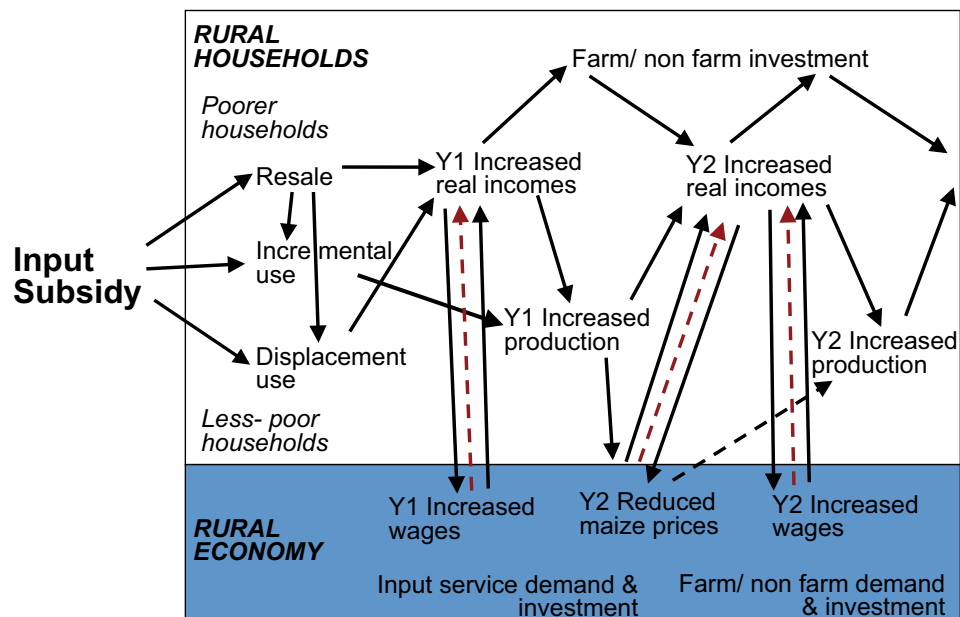 RURAL
HOUSEHOLDS
Farm/ non farm investment
Poorer
households
Resale
Y1 Increased
real incomes
Y2 Increased
real incomes
Input
Subsidy
Incremental
use
Y1 Increased
production
Displacement
use
Y2 Increased
production
Less- poor
households
RURAL
ECONOMY
Y1 Increased
wages
Y2 Reduced
maize prices
Y2 Increased
wages
Input service demand &
investment
Farm/ non farm demand
& investment